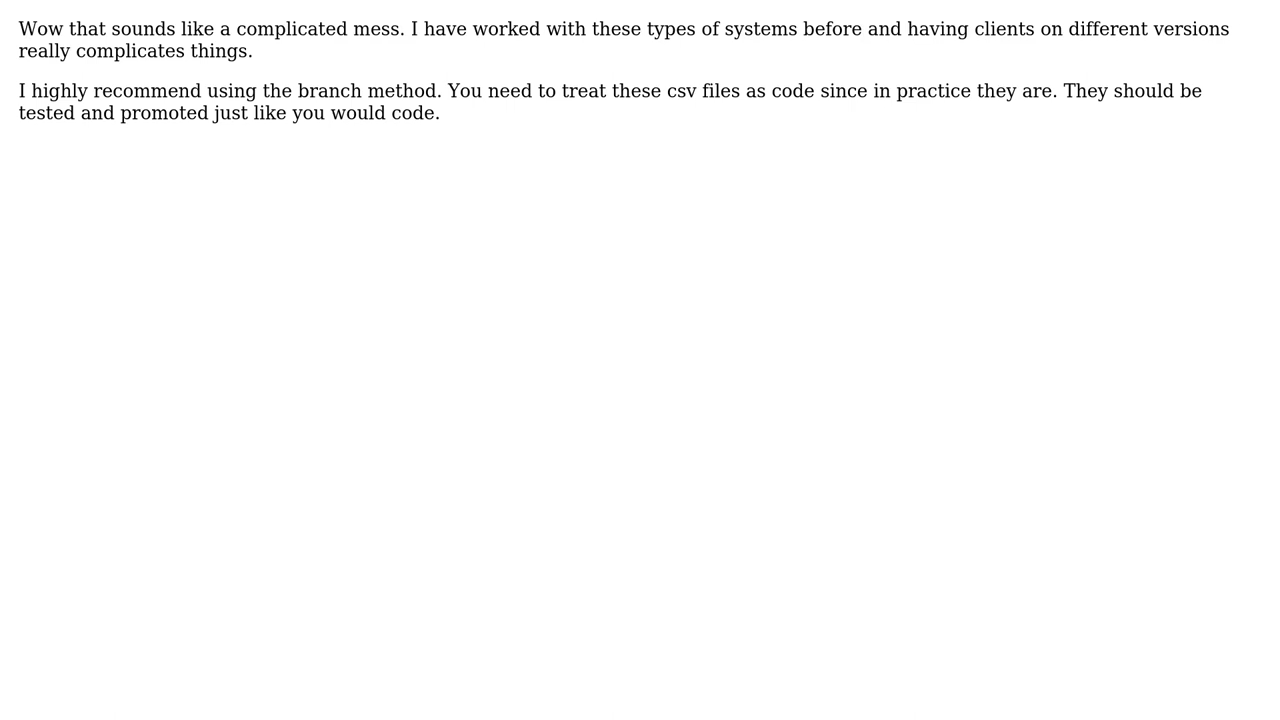 Wow that sounds like a complicated mess. I have worked with these types of systems before and having clients on different versions
really complicates things.
I highly recommend using the branch method. You need to treat these csv files as code since in practice they are. They should be
tested and promoted just like you would code.